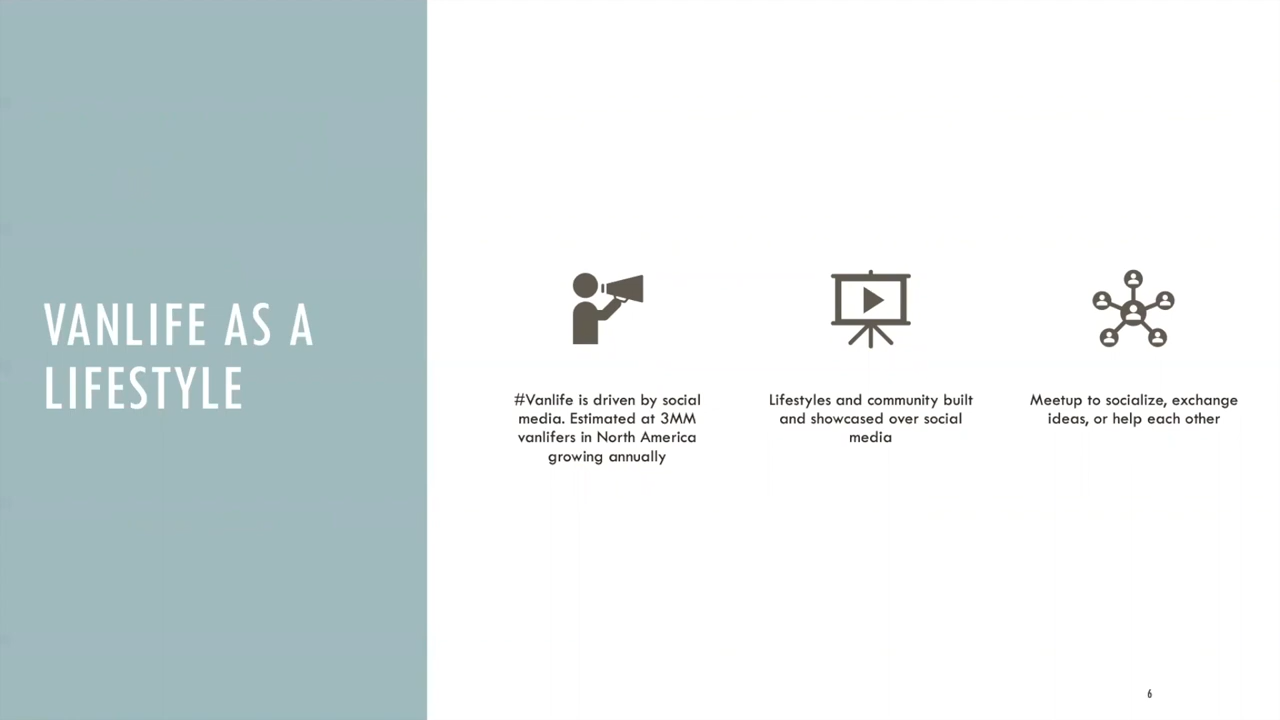 VANLIFE AS A
LIFESTYLE
#Vanlife is driven by social
media. Estimated at 3MM
vanlifers in North America
growing annually
Lifestyles and community built
and showcased over social
media
Meetup to socialize, exchange
ideas, or help each other
6